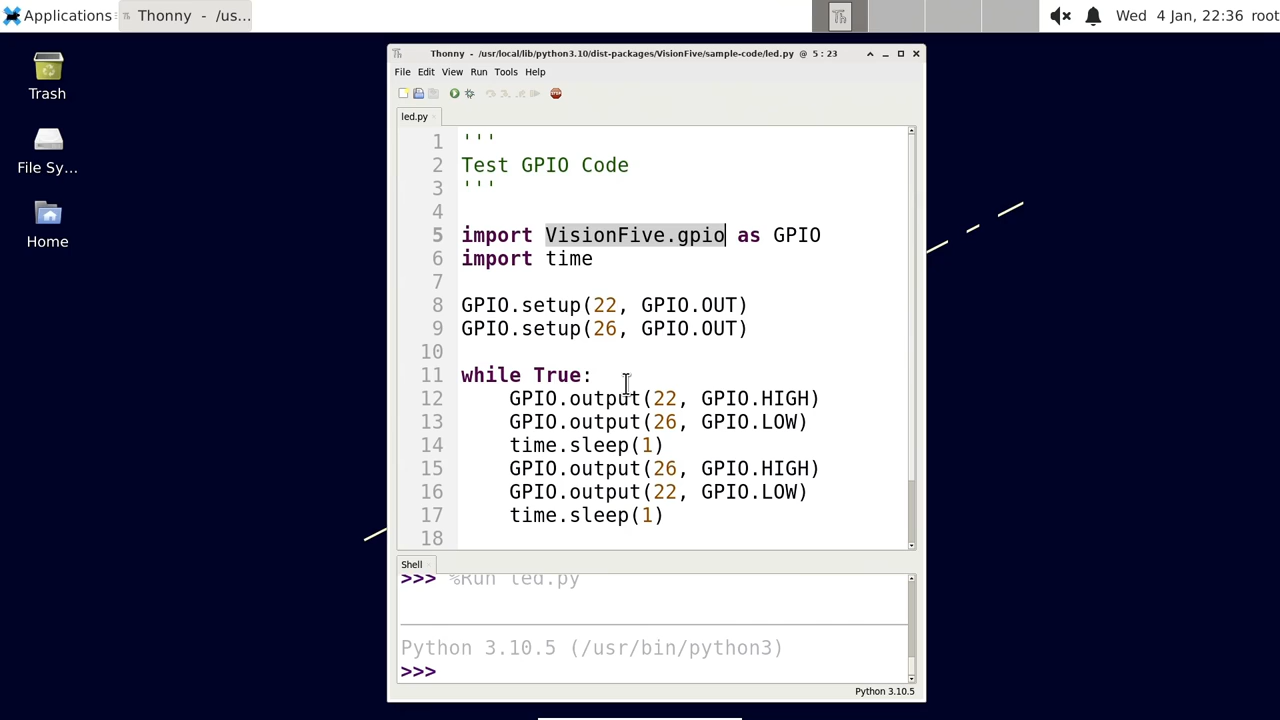 Applications
Thonny - /us...
Wed 4 Jan, 22:36 root
Trash
File Sy...
Home
Thonny - /usr/local/lib/python3.10/dist-packages/VisionFive/sample-code/led.py @ 5 : 23
File Edit View Run Tools Help
led.py
1 '''
2 Test GPIO Code
3 '''
4
5 import VisionFive.gpio as GPIO
6 import time
7
8 GPIO.setup(22, GPIO.OUT)
9 GPIO.setup(26, GPIO.OUT)
10
11 while True:
12 GPIO.output(22, GPIO.HIGH)
13 GPIO.output(26, GPIO.LOW)
14 time.sleep(1)
15 GPIO.output(26, GPIO.HIGH)
16 GPIO.output(22, GPIO.LOW)
17 time.sleep(1)
18
Shell
>>> %Run led.py
Python 3.10.5 (/usr/bin/python3)
>>>
Python 3.10.5